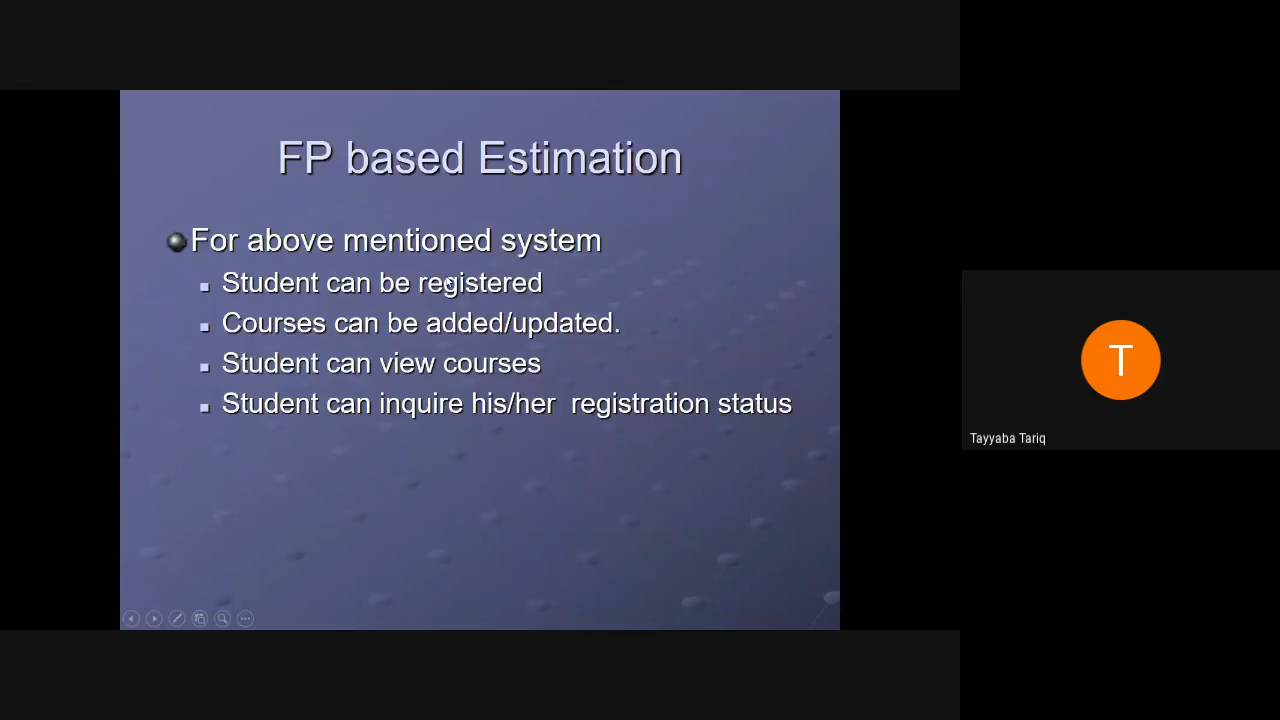 FP based Estimation
For above mentioned system
Student can be registered
Courses can be added/updated.
Student can view courses
Student can inquire his/her registration status
T
Tayyaba Tariq